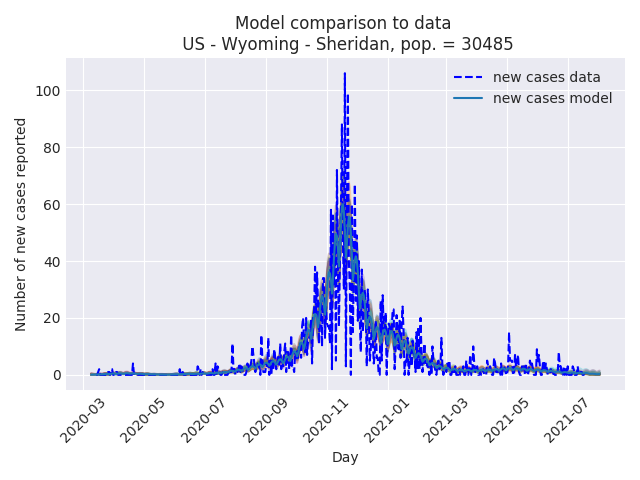 Model comparison to data
US - Wyoming - Sheridan, pop. = 30485
new cases data
new cases model
Number of new cases reported
100
80
60
40
20
0
2020-03
2020-05
2020-07
2020-09
2020-11
2021-01
2021-03
2021-05
2021-07
Day